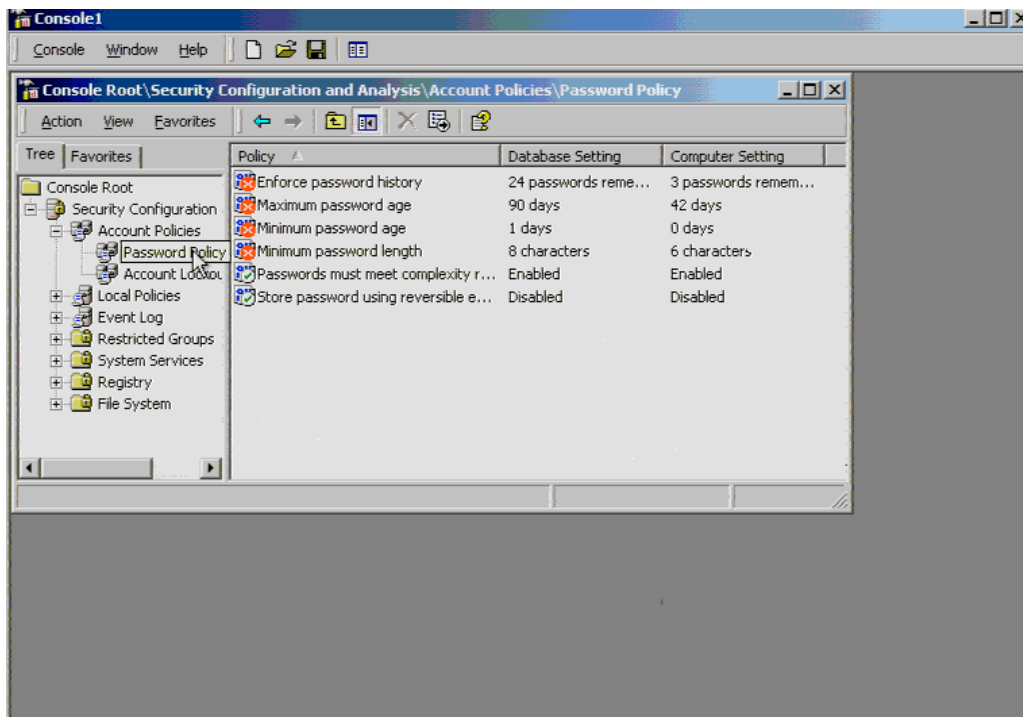 Console1
Console Window Help
Console Root\Security Configuration and Analysis\Account Policies\Password Policy
Action View Favorites
Tree Favorites
Policy Database Setting Computer Setting
Console Root
Security Configuration
Account Policies
Password Policy
Account Lockou
Local Policies
Event Log
Restricted Groups
System Services
Registry
File System
Enforce password history 24 passwords reme... 3 passwords remem...
Maximum password age 90 days 42 days
Minimum password age 1 days 0 days
Minimum password length 8 characters 6 characters
Passwords must meet complexity r... Enabled Enabled
Store password using reversible e... Disabled Disabled